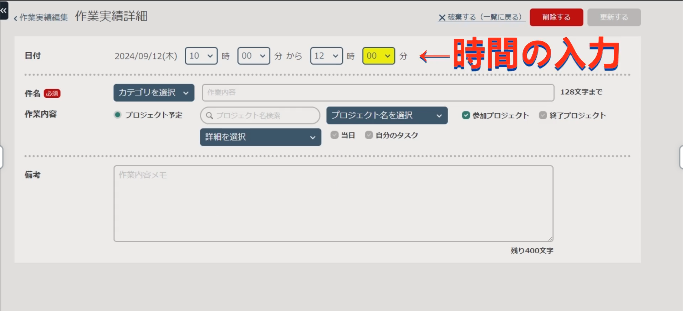 作業実績編集 作業実績詳細 破棄する（一覧に戻る） 削除する 更新する
日付 2024/09/12(木) 10 時 00 分 から 12 時 00 分 ←時間の入力
件名 必須 カテゴリを選択 作業内容 128文字まで
作業内容 プロジェクト予定 プロジェクト名検索 プロジェクト名を選択 参加プロジェクト 終了プロジェクト
詳細を選択 当日 自分のタスク
備考 作業内容メモ
残り400文字